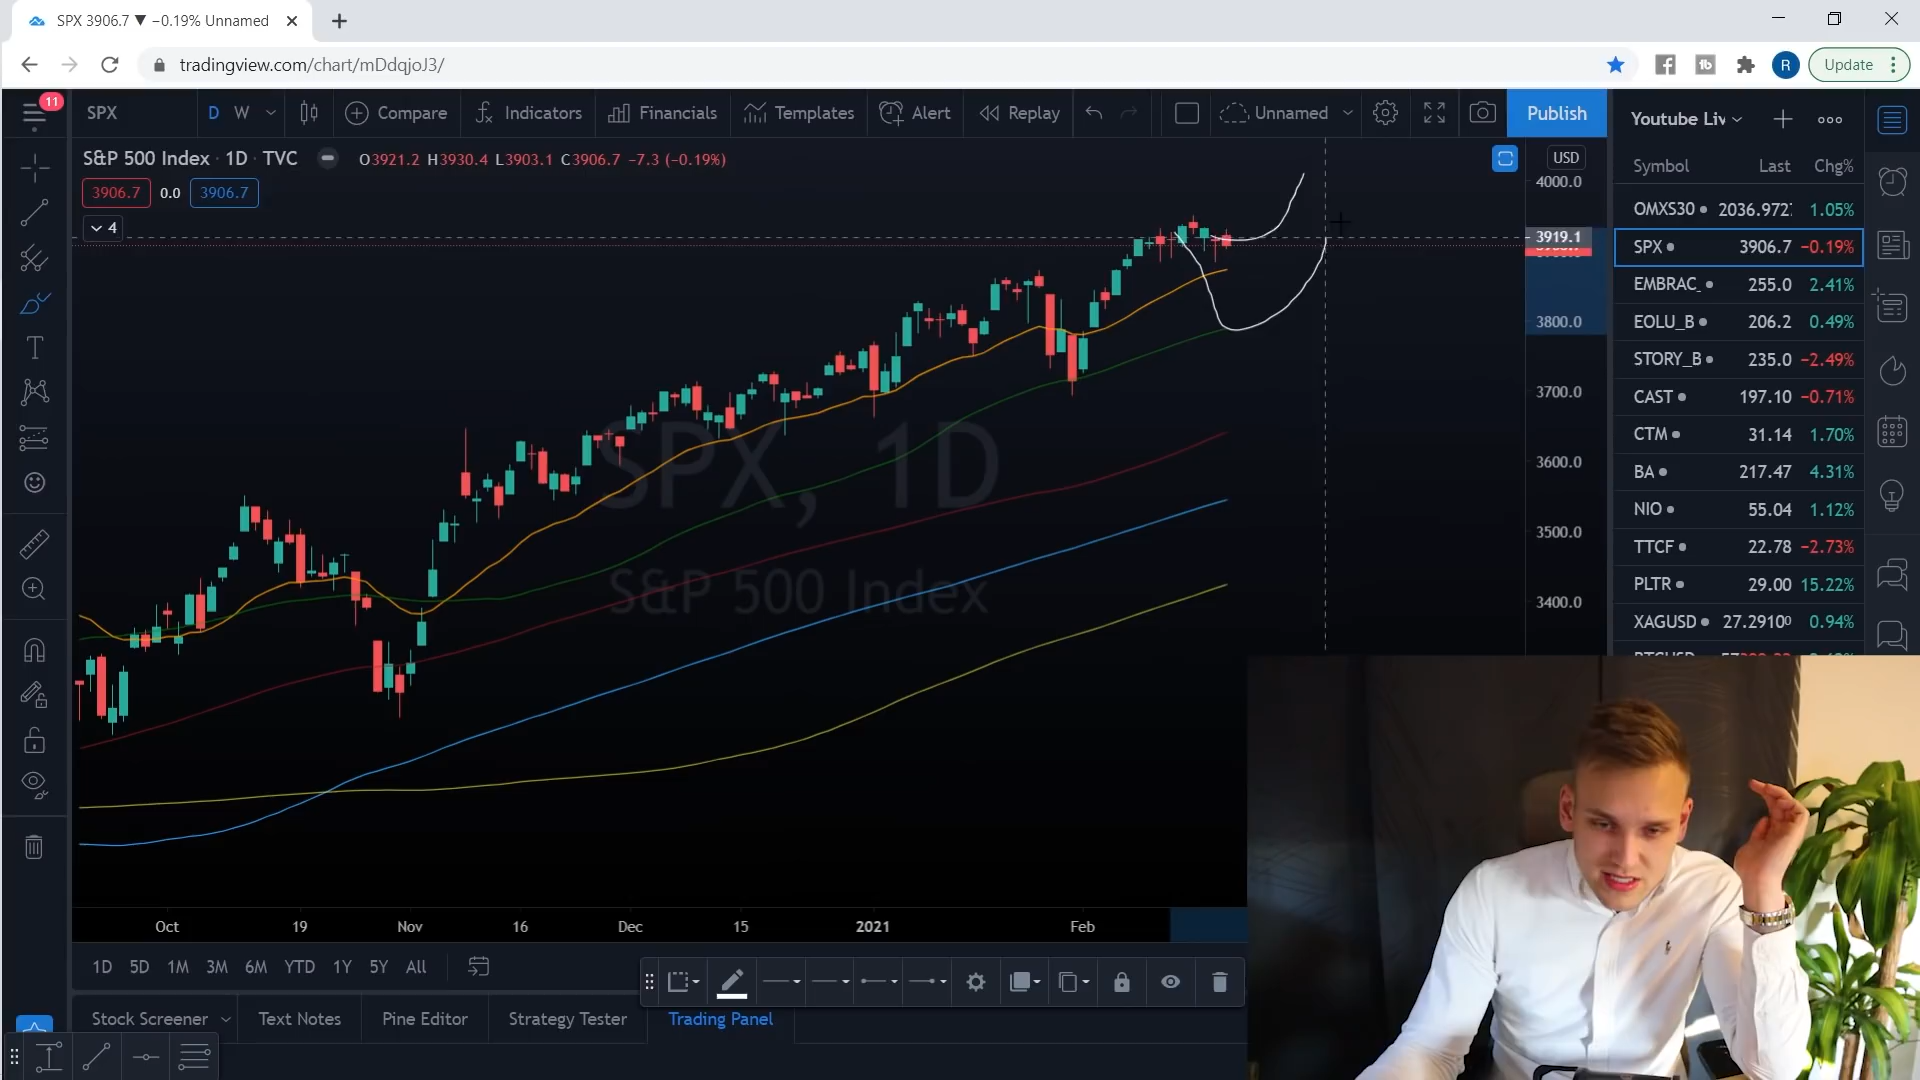 SPX 3906.7 ▼ −0.19% Unnamed
tradingview.com/chart/mDdqjoJ3/
R
Update
11
SPX
D W
Compare
Indicators
Financials
Templates
Alert
Replay
Unnamed
Publish
Youtube Liv
S&P 500 Index · 1D · TVC
O3921.2 H3930.4 L3903.1 C3906.7 −7.3 (−0.19%)
3906.7 0.0 3906.7
4
USD
4000.0
3919.1
3800.0
3700.0
3600.0
3500.0
3400.0
SPX, 1D
S&P 500 Index
Symbol Last Chg%
OMXS30 2036.972 1.05%
SPX 3906.7 −0.19%
EMBRAC_ 255.0 2.41%
EOLU_B 206.2 0.49%
STORY_B 235.0 −2.49%
CAST 197.10 −0.71%
CTM 31.14 1.70%
BA 217.47 4.31%
NIO 55.04 1.12%
TTCF 22.78 −2.73%
PLTR 29.00 15.22%
XAGUSD 27.2910⁰ 0.94%
Oct 19 Nov 16 Dec 15 2021 Feb
1D 5D 1M 3M 6M YTD 1Y 5Y All
Stock Screener Text Notes Pine Editor Strategy Tester Trading Panel